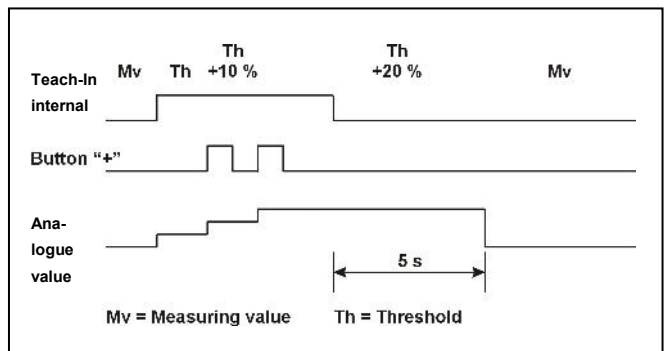 Th Th
Mv Th +10 % +20 % Mv
Teach-In
internal
Button “+”
Ana-
logue
value
5 s
Mv = Measuring value Th = Threshold